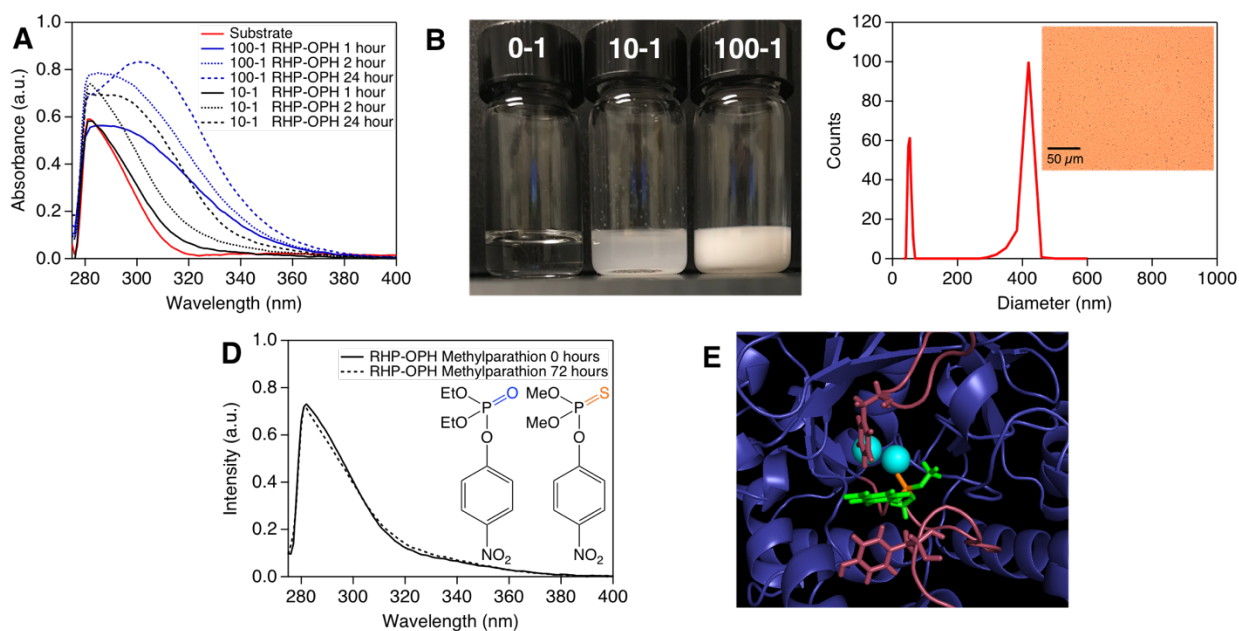 A
Absorbance (a.u.)
1.0
0.8
0.6
0.4
0.2
0.0
280 300 320 340 360 380 400
Wavelength (nm)
Substrate
100-1 RHP-OPH 1 hour
100-1 RHP-OPH 2 hour
100-1 RHP-OPH 24 hour
10-1 RHP-OPH 1 hour
10-1 RHP-OPH 2 hour
10-1 RHP-OPH 24 hour
B
0-1 10-1 100-1
C
Counts
120
100
80
60
40
20
0
0 200 400 600 800 1000
Diameter (nm)
50 µm
D
Intensity (a.u.)
1.0
0.8
0.6
0.4
0.2
0.0
280 300 320 340 360 380 400
Wavelength (nm)
RHP-OPH Methylparathion 0 hours
RHP-OPH Methylparathion 72 hours
EtO O
P
EtO
O
NO2
MeO S
P
MeO
O
NO2
E